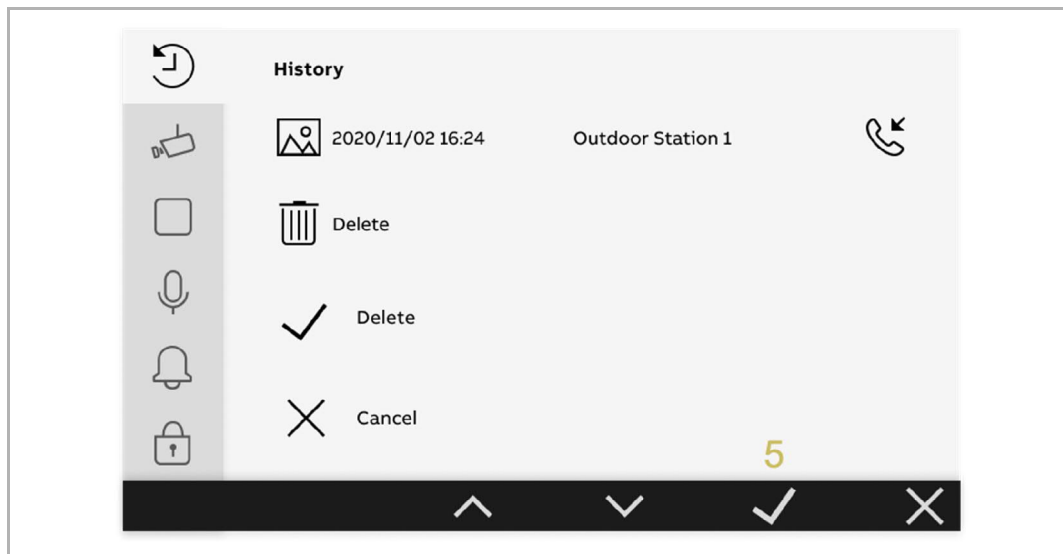 History
2020/11/02 16:24 Outdoor Station 1
Delete
Delete
Cancel
5